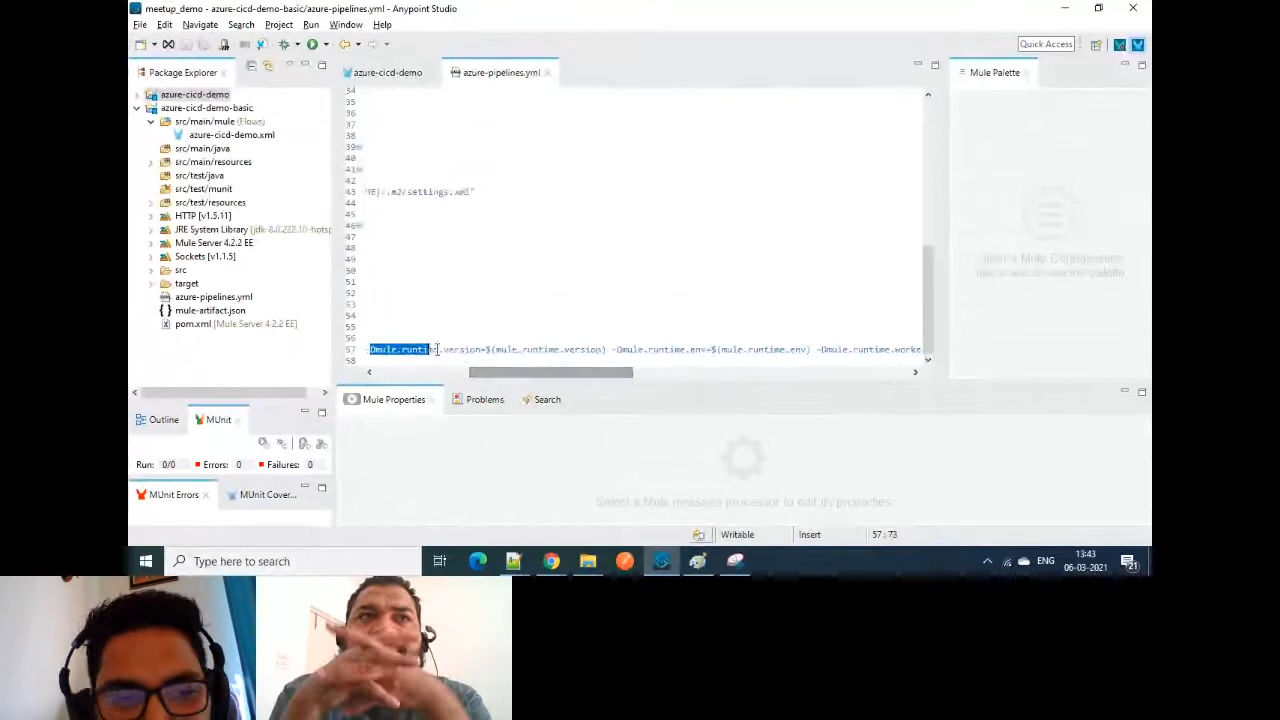 meetup_demo - azure-cicd-demo-basic/azure-pipelines.yml - Anypoint Studio
File Edit Navigate Search Project Run Window Help
Quick Access
Package Explorer
azure-cicd-demo
azure-cicd-demo-basic
src/main/mule (Flows)
azure-cicd-demo.xml
src/main/java
src/main/resources
src/test/java
src/test/munit
src/test/resources
HTTP [v1.5.11]
JRE System Library [jdk-8.0.222.10-hotsp
Mule Server 4.2.2 EE
Sockets [v1.1.5]
src
target
azure-pipelines.yml
mule-artifact.json
pom.xml [Mule Server 4.2.2 EE]
azure-cicd-demo
azure-pipelines.yml
34
35
36
37
38
39
40
41
42
43 .m2/settings.xml"
44
45
46
47
48
49
50
51
52
53
54
55
56
57 Dmule.runtime.version=$(mule.runtime.version) -Dmule.runtime.env=$(mule.runtime.env) -Dmule.runtime.worke
58
Mule Palette
Outline
MUnit
Run: 0/0 Errors: 0 Failures: 0
MUnit Errors
MUnit Cover...
Mule Properties
Problems
Search
Select a Mule message processor to edit its properties.
Writable Insert 57 : 73
Type here to search
ENG
13:43
06-03-2021
21